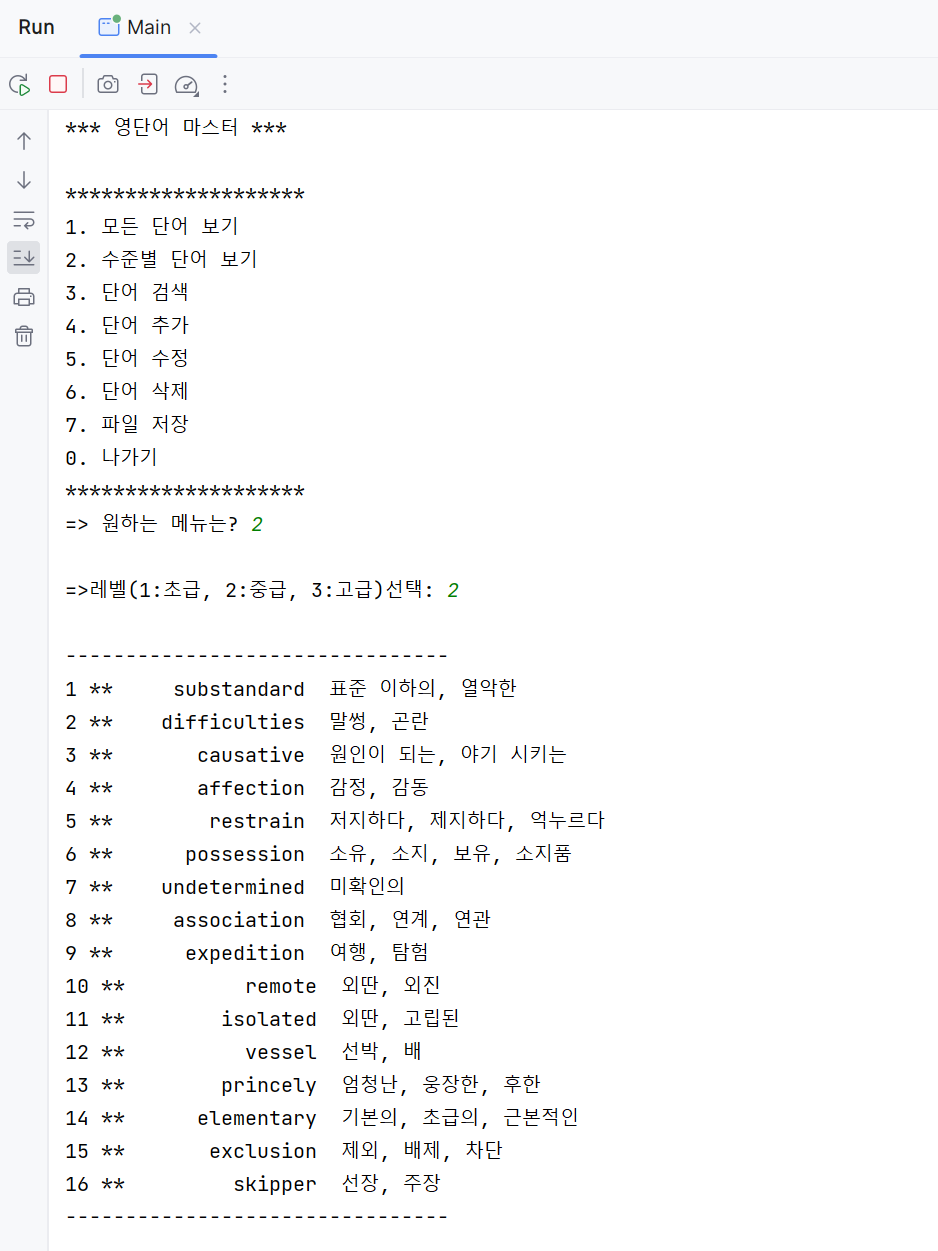 Run Main
*** 영단어 마스터 ***
********************
1. 모든 단어 보기
2. 수준별 단어 보기
3. 단어 검색
4. 단어 추가
5. 단어 수정
6. 단어 삭제
7. 파일 저장
0. 나가기
********************
=> 원하는 메뉴는? 2
=>레벨(1:초급, 2:중급, 3:고급)선택: 2
--------------------------------
1 ** substandard 표준 이하의, 열악한
2 ** difficulties 말썽, 곤란
3 ** causative 원인이 되는, 야기 시키는
4 ** affection 감정, 감동
5 ** restrain 저지하다, 제지하다, 억누르다
6 ** possession 소유, 소지, 보유, 소지품
7 ** undetermined 미확인의
8 ** association 협회, 연계, 연관
9 ** expedition 여행, 탐험
10 ** remote 외딴, 외진
11 ** isolated 외딴, 고립된
12 ** vessel 선박, 배
13 ** princely 엄청난, 웅장한, 후한
14 ** elementary 기본의, 초급의, 근본적인
15 ** exclusion 제외, 배제, 차단
16 ** skipper 선장, 주장
--------------------------------